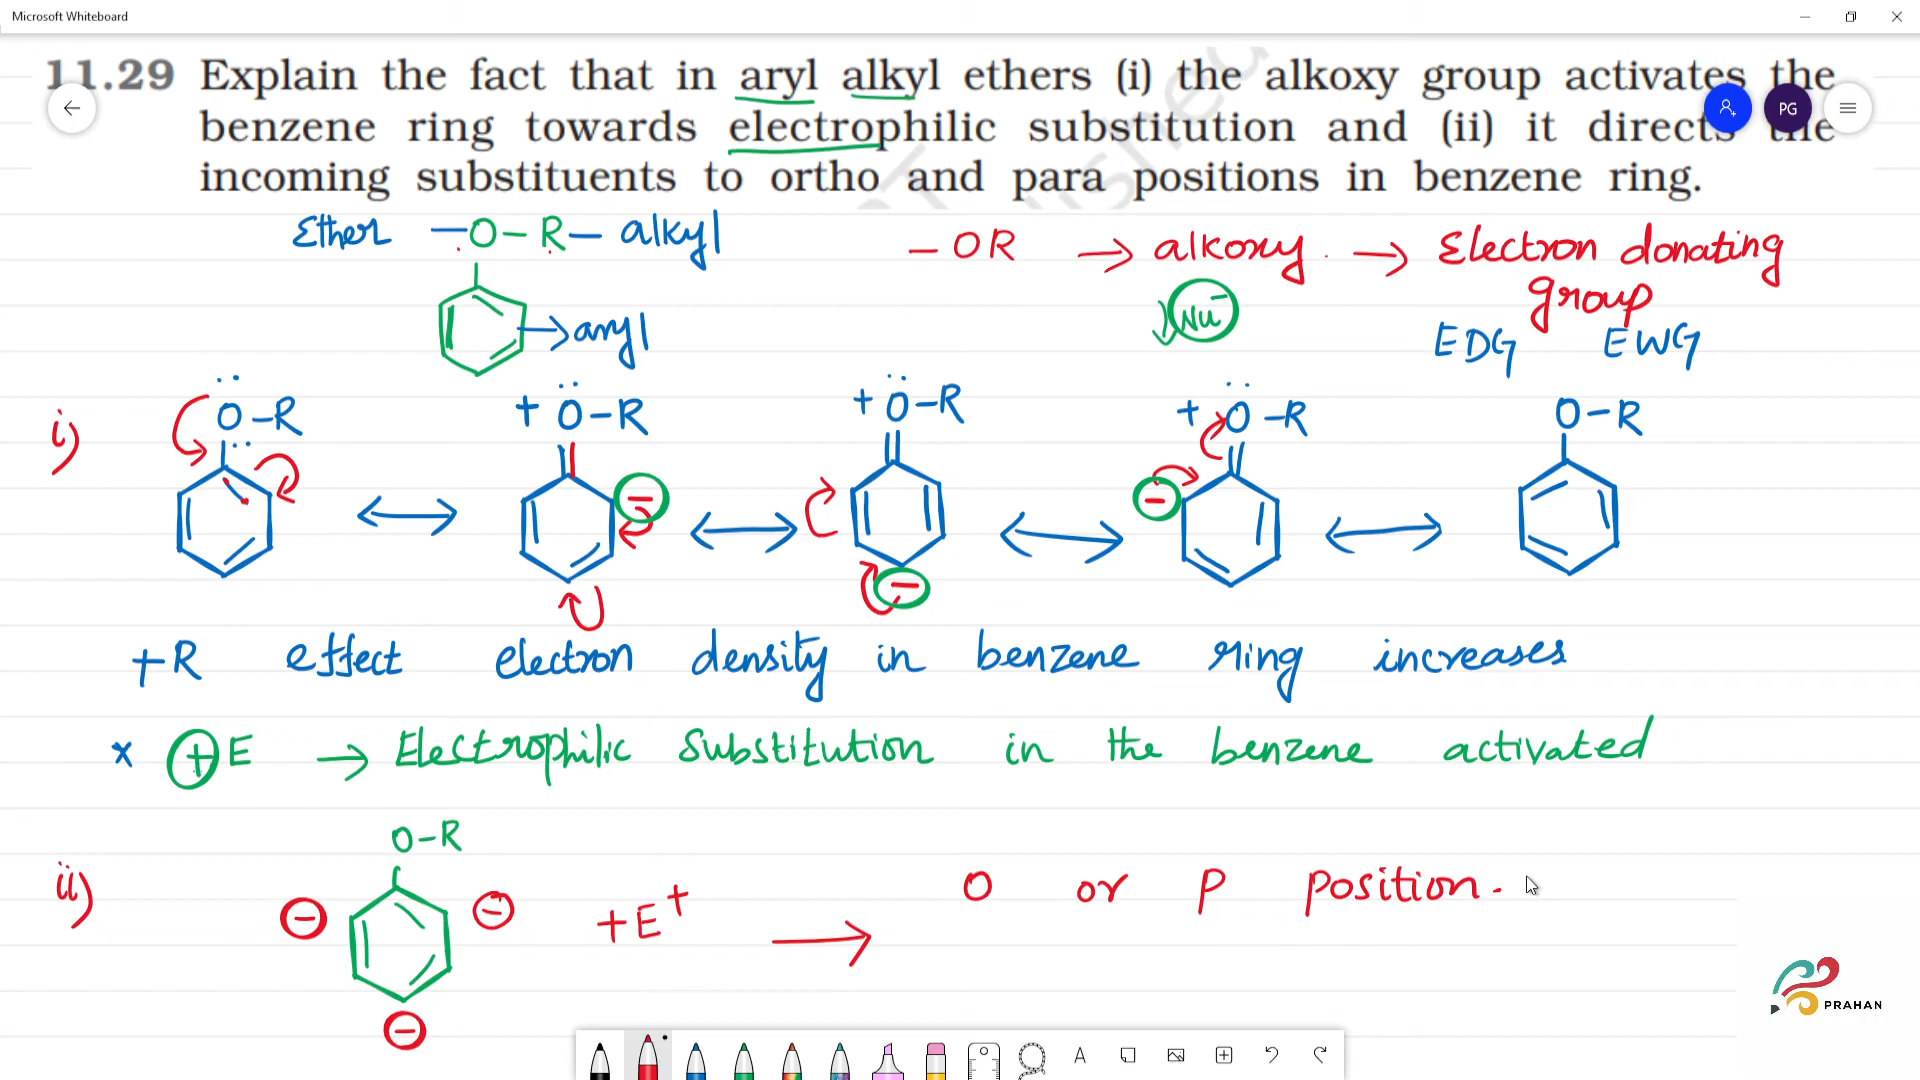 Microsoft Whiteboard
11.29 Explain the fact that in aryl alkyl ethers (i) the alkoxy group activates the
benzene ring towards electrophilic substitution and (ii) it directs the
incoming substituents to ortho and para positions in benzene ring.
PG
Ether —O—R— alkyl
—OR → alkoxy → Electron donating
group
→ aryl
Nu⁻
EDG EWG
i) O—R + O—R + O—R + O—R O—R
+R effect electron density in benzene ring increases
x + E → Electrophilic Substitution in the benzene activated
O—R
ii) + E⁺ → O or P position.
PRAHAN
A